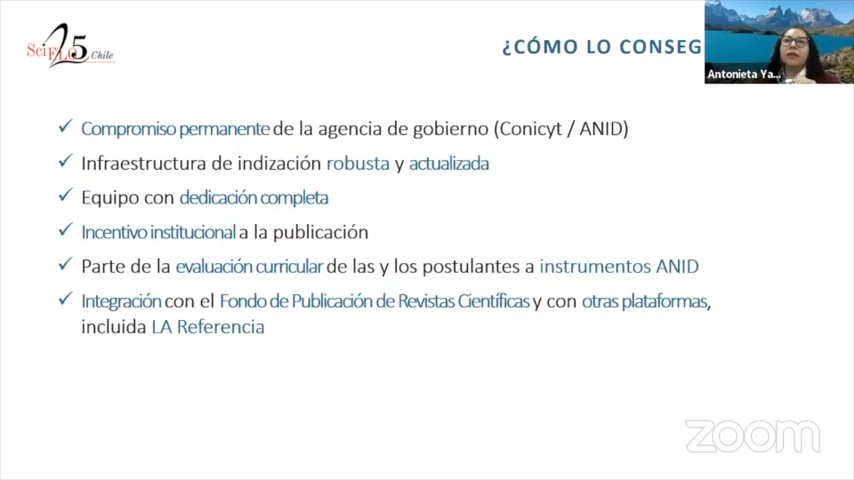 SciELO 25 Chile
¿CÓMO LO CONSEG
Antonieta Ya...
✓ Compromiso permanente de la agencia de gobierno (Conicyt / ANID)
✓ Infraestructura de indización robusta y actualizada
✓ Equipo con dedicación completa
✓ Incentivo institucional a la publicación
✓ Parte de la evaluación curricular de las y los postulantes a instrumentos ANID
✓ Integración con el Fondo de Publicación de Revistas Científicas y con otras plataformas,
incluida LA Referencia
zoom